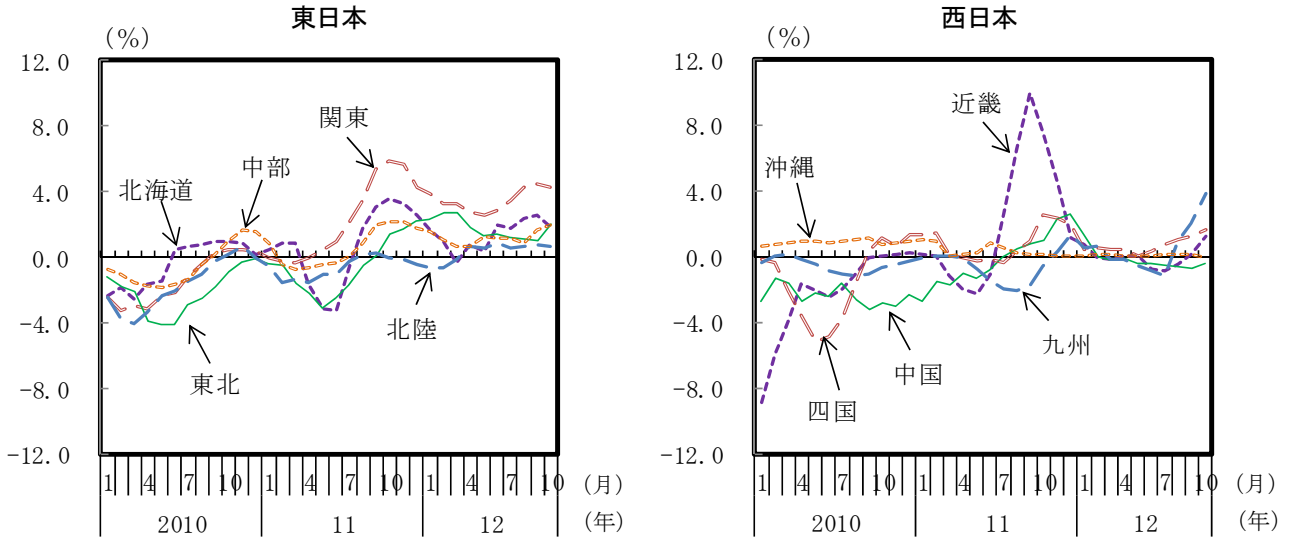 東日本
(%)
12.0
8.0
4.0
0.0
-4.0
-8.0
-12.0
関東
中部
北海道
北陸
東北
1 4 7 10 1 4 7 10 1 4 7 10 (月)
2010 11 12 (年)
西日本
(%)
12.0
8.0
4.0
0.0
-4.0
-8.0
-12.0
近畿
沖縄
九州
中国
四国
1 4 7 10 1 4 7 10 1 4 7 10 (月)
2010 11 12 (年)